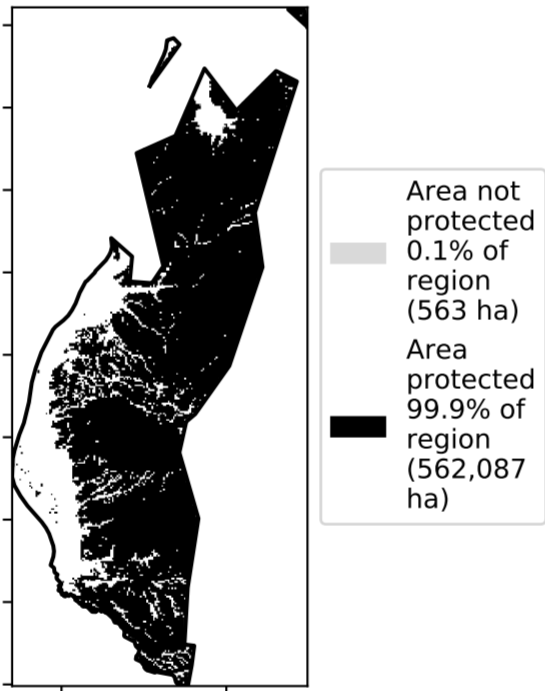 Area not
protected
0.1% of
region
(563 ha)
Area
protected
99.9% of
region
(562,087
ha)